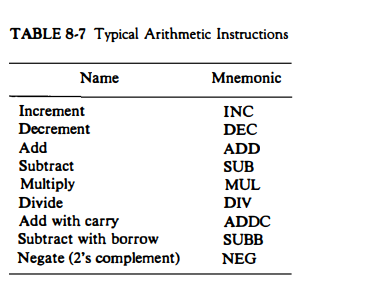 TABLE 8-7 Typical Arithmetic Instructions
Name Mnemonic
Increment INC
Decrement DEC
Add ADD
Subtract SUB
Multiply MUL
Divide DIV
Add with carry ADDC
Subtract with borrow SUBB
Negate (2's complement) NEG